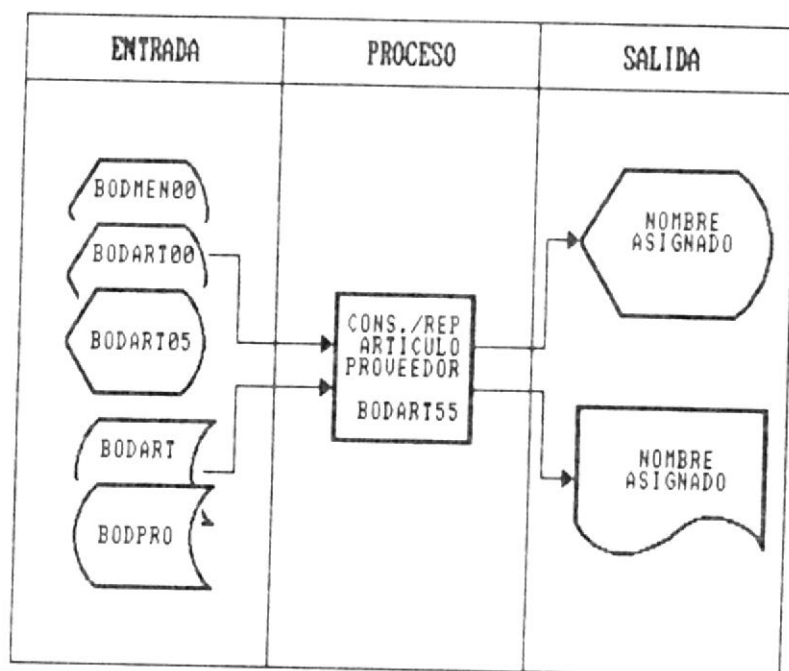 ENTRADA
PROCESO
SALIDA
BODMEN00
BODART00
BODART05
BODART
BODPRO
CONS./REP
ARTICULO
PROVEEDOR
BODART55
NOMBRE
ASIGNADO
NOMBRE
ASIGNADO